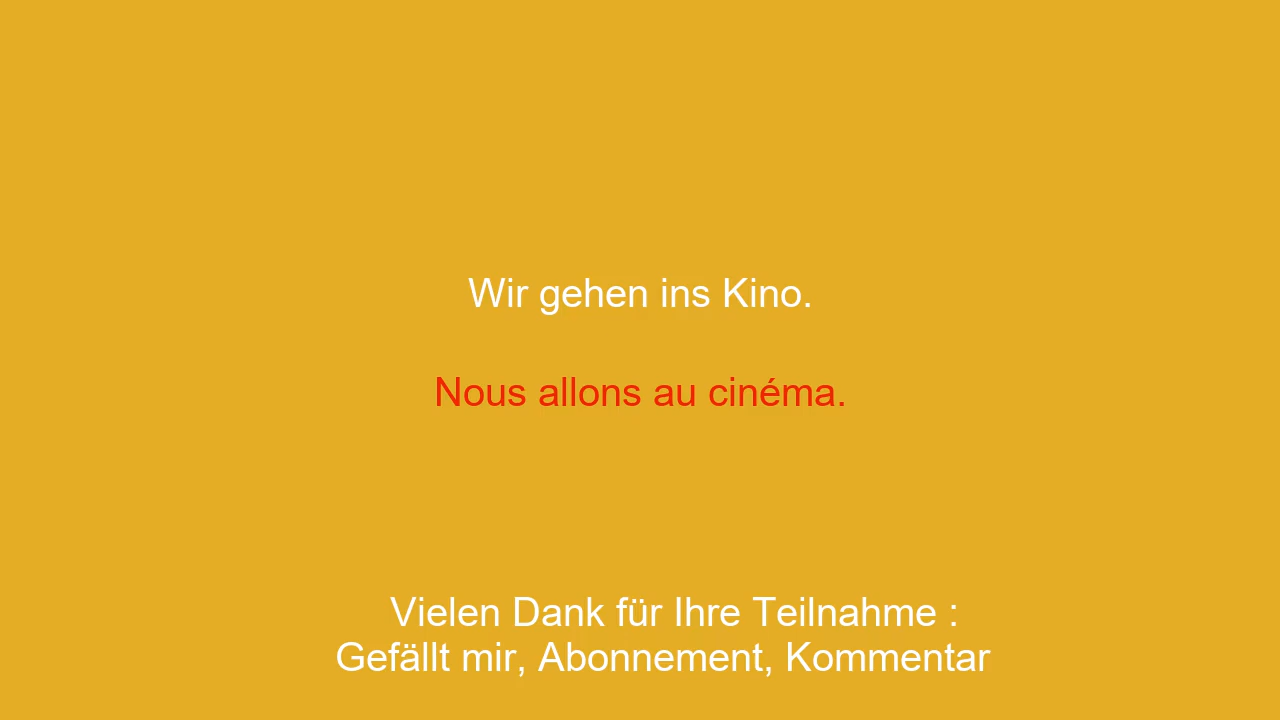 Wir gehen ins Kino.
Nous allons au cinéma.
Vielen Dank für Ihre Teilnahme :
Gefällt mir, Abonnement, Kommentar